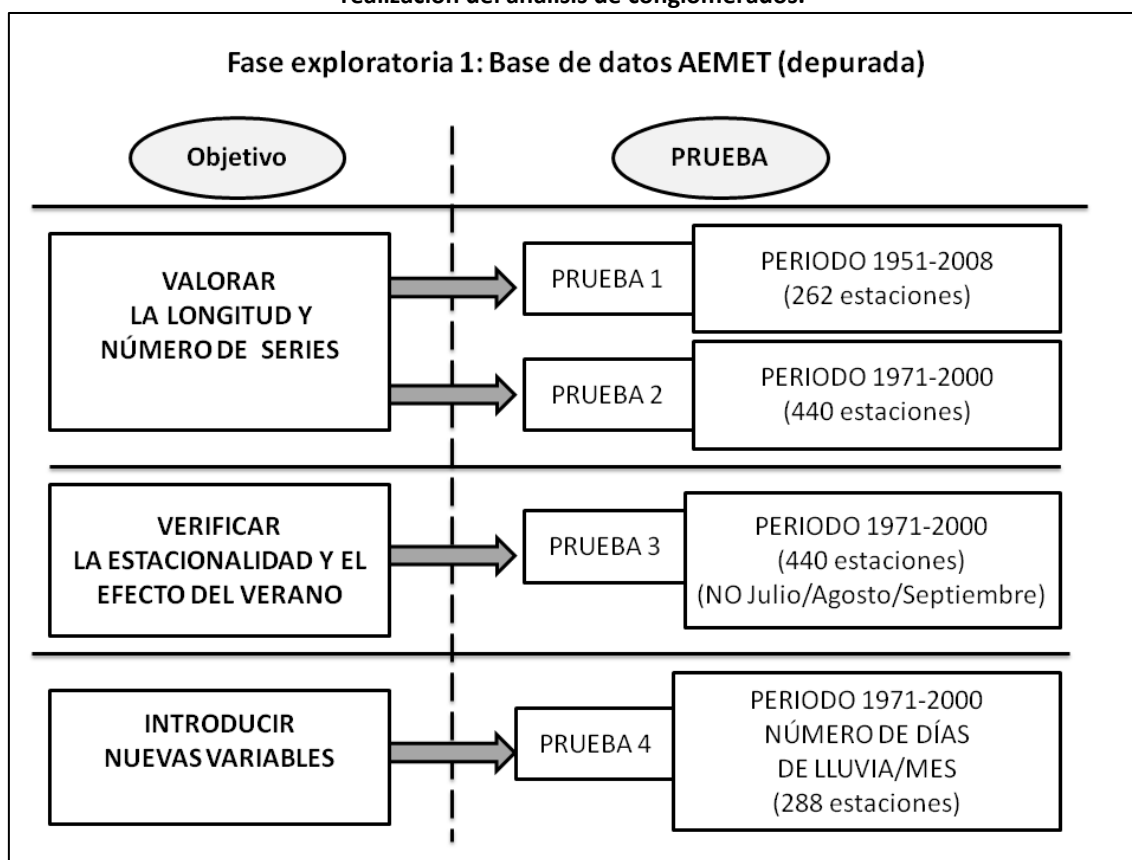 realización del análisis de conglomerados.
Fase exploratoria 1: Base de datos AEMET (depurada)
Objetivo
PRUEBA
VALORAR
LA LONGITUD Y
NÚMERO DE SERIES
PRUEBA 1
PERIODO 1951-2008
(262 estaciones)
PRUEBA 2
PERIODO 1971-2000
(440 estaciones)
VERIFICAR
LA ESTACIONALIDAD Y EL
EFECTO DEL VERANO
PRUEBA 3
PERIODO 1971-2000
(440 estaciones)
(NO Julio/Agosto/Septiembre)
INTRODUCIR
NUEVAS VARIABLES
PRUEBA 4
PERIODO 1971-2000
NÚMERO DE DÍAS
DE LLUVIA/MES
(288 estaciones)